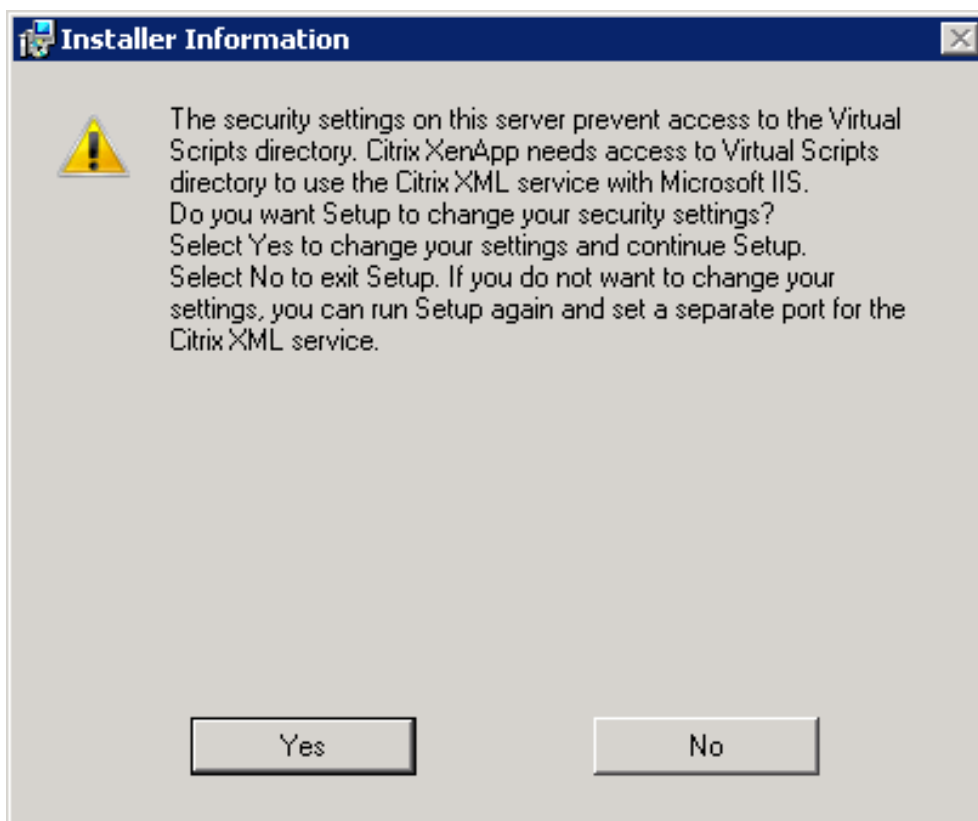 Installer Information
The security settings on this server prevent access to the Virtual
Scripts directory. Citrix XenApp needs access to Virtual Scripts
directory to use the Citrix XML service with Microsoft IIS.
Do you want Setup to change your security settings?
Select Yes to change your settings and continue Setup.
Select No to exit Setup. If you do not want to change your
settings, you can run Setup again and set a separate port for the
Citrix XML service.
Yes
No